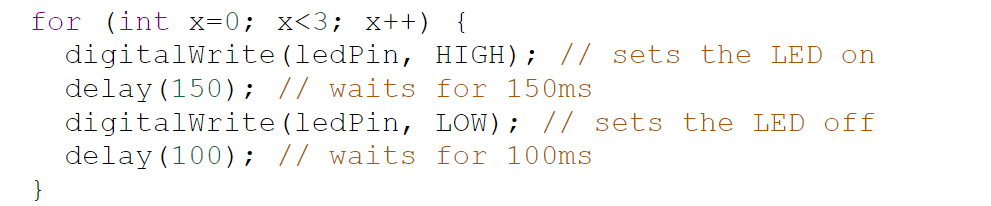 for (int x=0; x<3; x++) {
digitalWrite(ledPin, HIGH); // sets the LED on
delay(150); // waits for 150ms
digitalWrite(ledPin, LOW); // sets the LED off
delay(100); // waits for 100ms
}